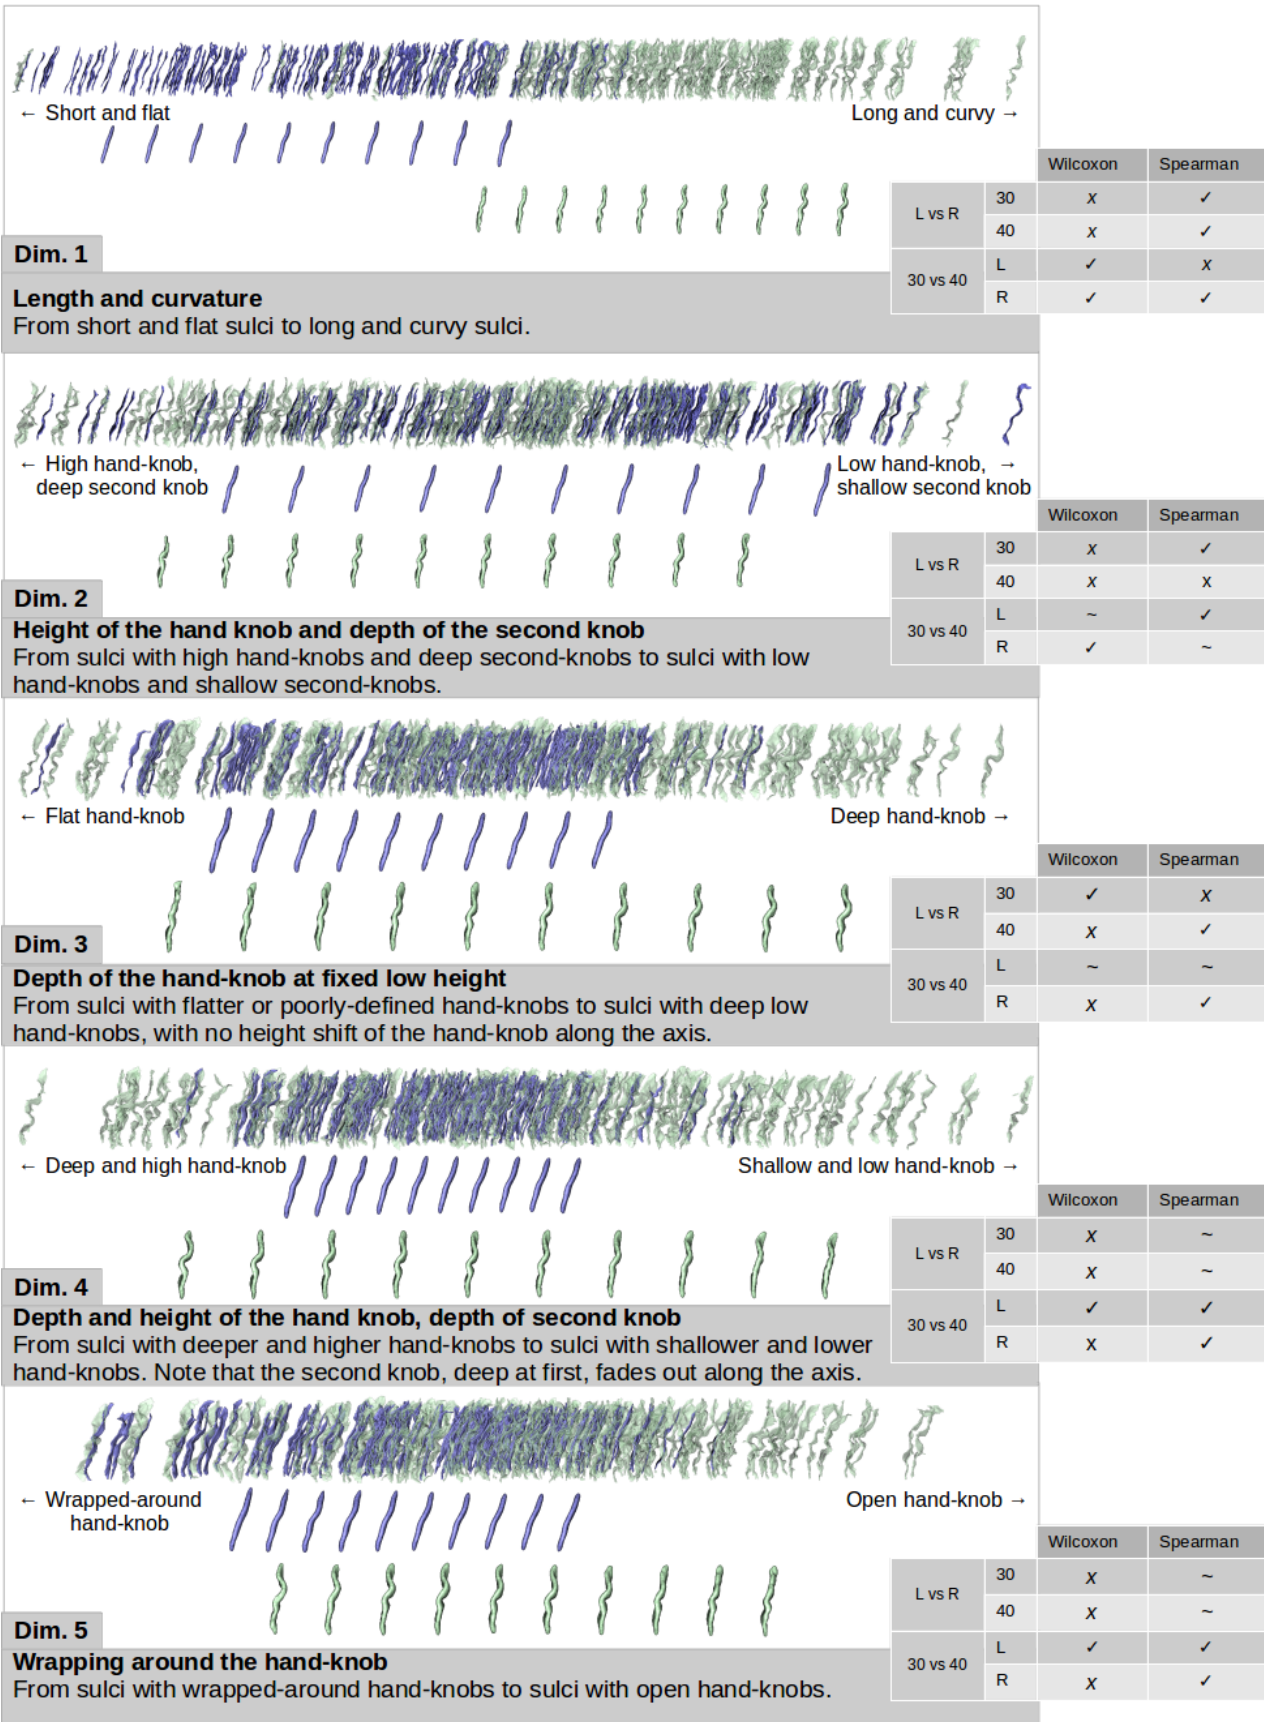 ← Short and flat
Long and curvy →
Wilcoxon Spearman
L vs R 30 x ✓
40 x ✓
30 vs 40 L ✓ x
R ✓ ✓
Dim. 1
Length and curvature
From short and flat sulci to long and curvy sulci.
← High hand-knob,
deep second knob
Low hand-knob, →
shallow second knob
Wilcoxon Spearman
L vs R 30 x ✓
40 x x
30 vs 40 L ~ ✓
R ✓ ~
Dim. 2
Height of the hand knob and depth of the second knob
From sulci with high hand-knobs and deep second-knobs to sulci with low
hand-knobs and shallow second-knobs.
← Flat hand-knob
Deep hand-knob →
Wilcoxon Spearman
L vs R 30 ✓ x
40 x ✓
30 vs 40 L ~ ~
R x ✓
Dim. 3
Depth of the hand-knob at fixed low height
From sulci with flatter or poorly-defined hand-knobs to sulci with deep low
hand-knobs, with no height shift of the hand-knob along the axis.
← Deep and high hand-knob
Shallow and low hand-knob →
Wilcoxon Spearman
L vs R 30 x ~
40 x ~
30 vs 40 L ✓ ✓
R x ✓
Dim. 4
Depth and height of the hand knob, depth of second knob
From sulci with deeper and higher hand-knobs to sulci with shallower and lower
hand-knobs. Note that the second knob, deep at first, fades out along the axis.
← Wrapped-around
hand-knob
Open hand-knob →
Wilcoxon Spearman
L vs R 30 x ~
40 x ~
30 vs 40 L ✓ ✓
R x ✓
Dim. 5
Wrapping around the hand-knob
From sulci with wrapped-around hand-knobs to sulci with open hand-knobs.